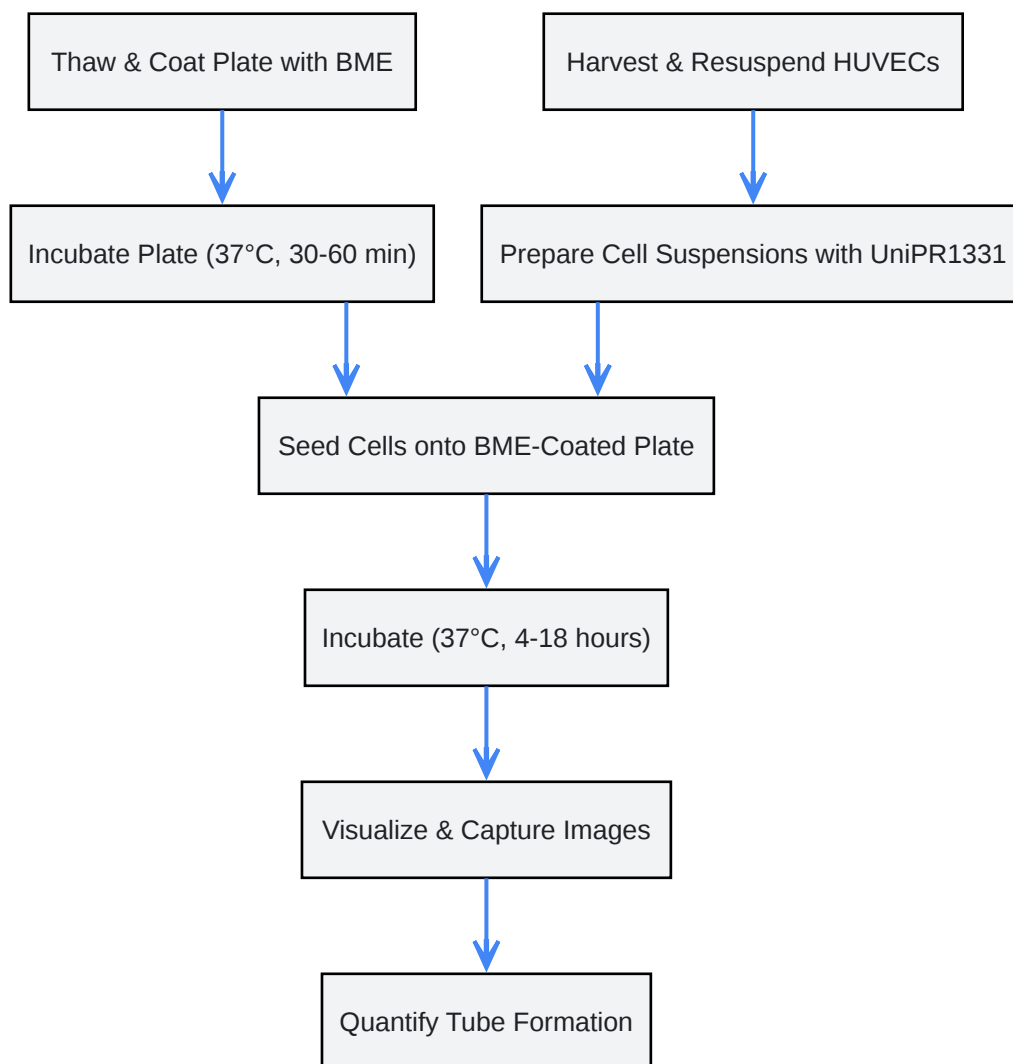 Thaw & Coat Plate with BME
Harvest & Resuspend HUVECs
Incubate Plate (37°C, 30-60 min)
Prepare Cell Suspensions with UniPR1331
Seed Cells onto BME-Coated Plate
Incubate (37°C, 4-18 hours)
Visualize & Capture Images
Quantify Tube Formation